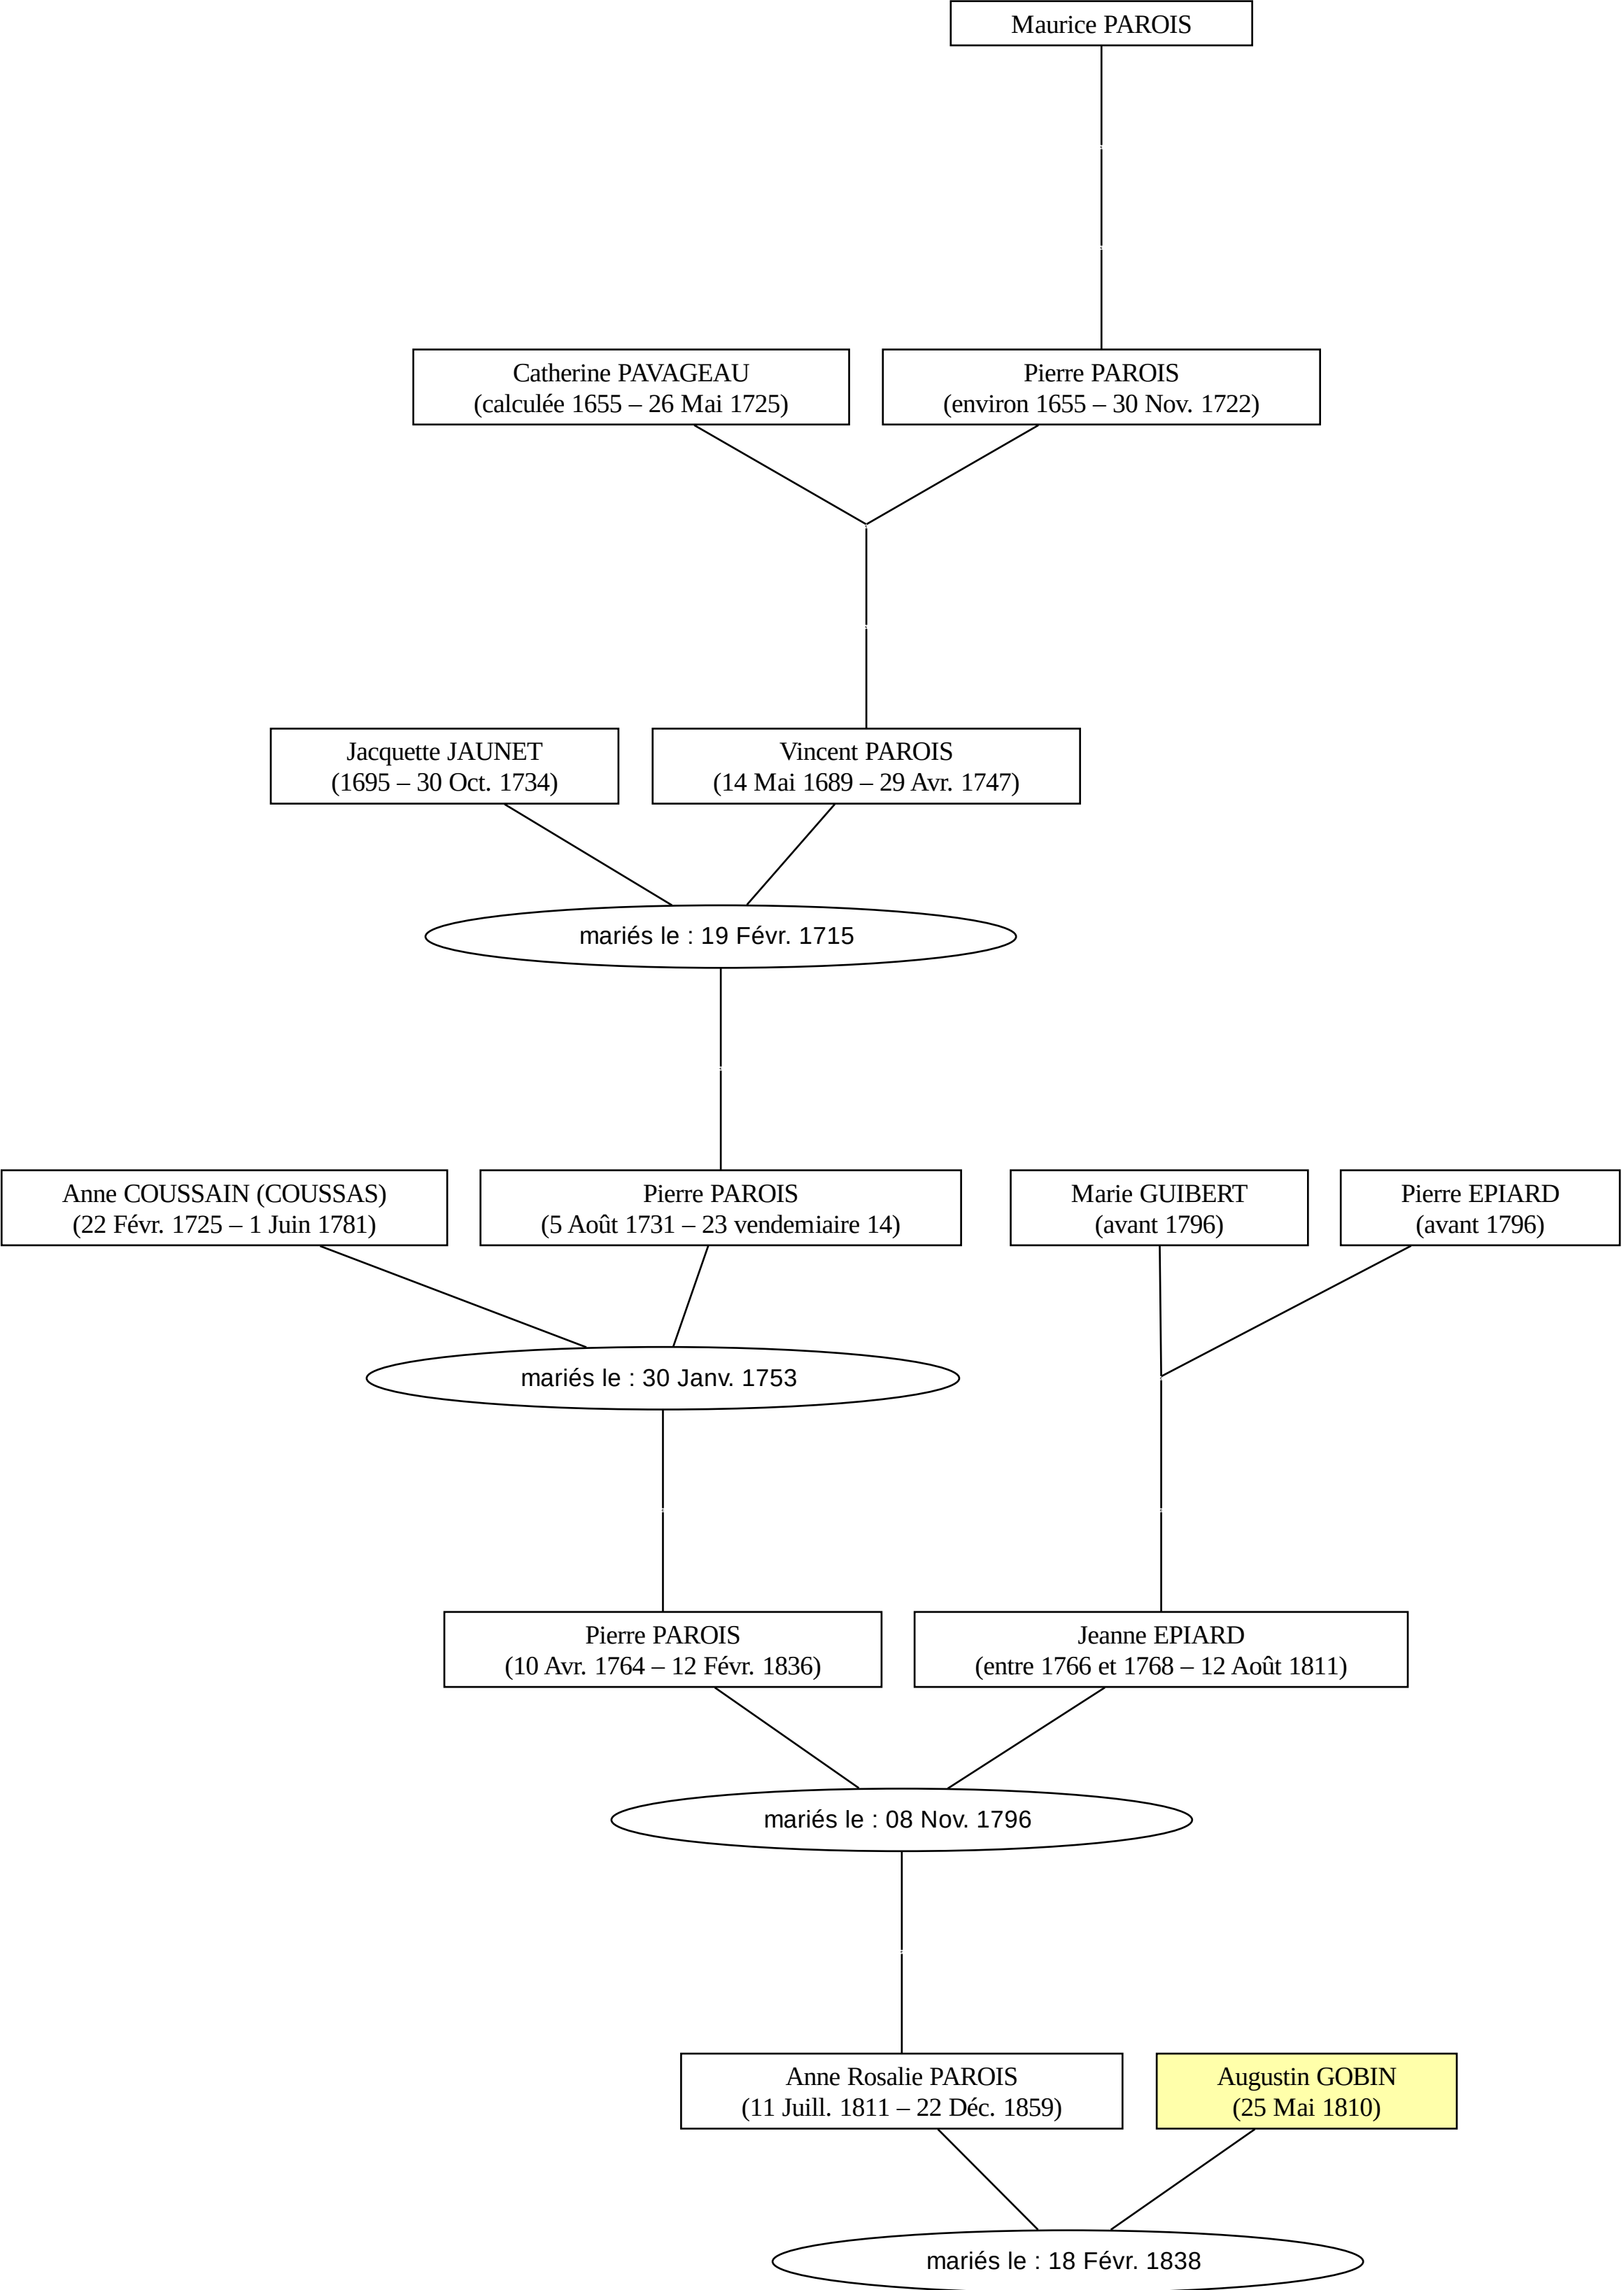 Maurice PAROIS
Catherine PAVAGEAU
(calculée 1655 – 26 Mai 1725)
Pierre PAROIS
(environ 1655 – 30 Nov. 1722)
Jacquette JAUNET
(1695 – 30 Oct. 1734)
Vincent PAROIS
(14 Mai 1689 – 29 Avr. 1747)
mariés le : 19 Févr. 1715
Anne COUSSAIN (COUSSAS)
(22 Févr. 1725 – 1 Juin 1781)
Pierre PAROIS
(5 Août 1731 – 23 vendemiaire 14)
Marie GUIBERT
(avant 1796)
Pierre EPIARD
(avant 1796)
mariés le : 30 Janv. 1753
Pierre PAROIS
(10 Avr. 1764 – 12 Févr. 1836)
Jeanne EPIARD
(entre 1766 et 1768 – 12 Août 1811)
mariés le : 08 Nov. 1796
Anne Rosalie PAROIS
(11 Juill. 1811 – 22 Déc. 1859)
Augustin GOBIN
(25 Mai 1810)
mariés le : 18 Févr. 1838